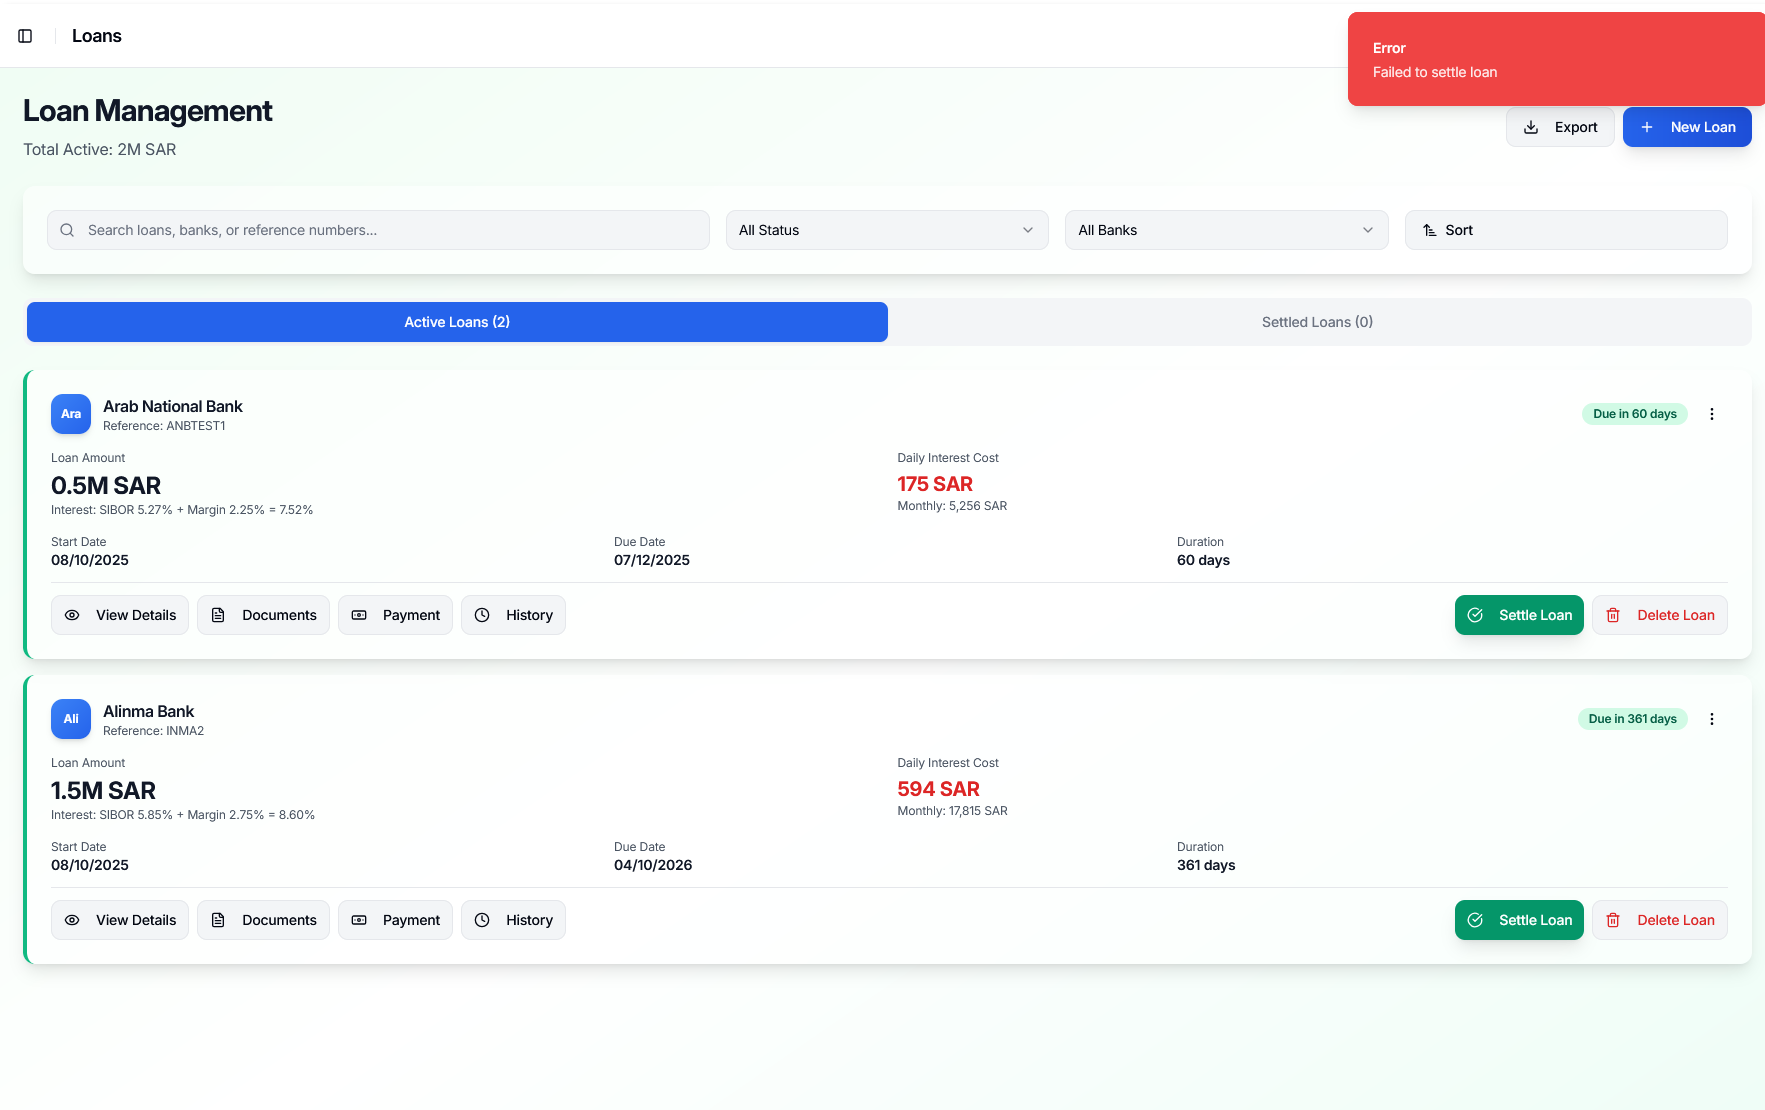 Loans
Error
Failed to settle loan
Loan Management
Total Active: 2M SAR
Export
New Loan
Search loans, banks, or reference numbers...
All Status
All Banks
Sort
Active Loans (2)
Settled Loans (0)
Ara
Arab National Bank
Reference: ANBTEST1
Due in 60 days
Loan Amount
0.5M SAR
Interest: SIBOR 5.27% + Margin 2.25% = 7.52%
Daily Interest Cost
175 SAR
Monthly: 5,256 SAR
Start Date
08/10/2025
Due Date
07/12/2025
Duration
60 days
View Details
Documents
Payment
History
Settle Loan
Delete Loan
Ali
Alinma Bank
Reference: INMA2
Due in 361 days
Loan Amount
1.5M SAR
Interest: SIBOR 5.85% + Margin 2.75% = 8.60%
Daily Interest Cost
594 SAR
Monthly: 17,815 SAR
Start Date
08/10/2025
Due Date
04/10/2026
Duration
361 days
View Details
Documents
Payment
History
Settle Loan
Delete Loan